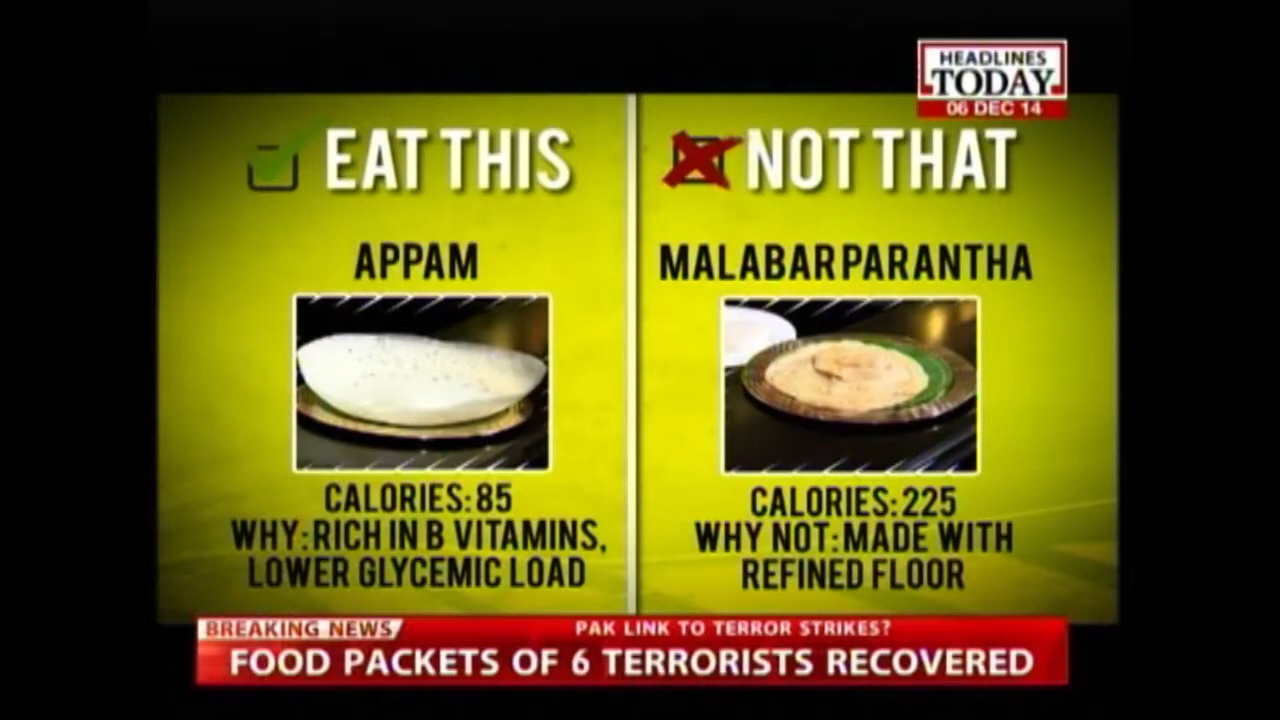 HEADLINES
TODAY
06 DEC 14
EAT THIS
APPAM
CALORIES: 85
WHY: RICH IN B VITAMINS,
LOWER GLYCEMIC LOAD
NOT THAT
MALABAR PARANTHA
CALORIES: 225
WHY NOT: MADE WITH
REFINED FLOOR
BREAKING NEWS
PAK LINK TO TERROR STRIKES?
FOOD PACKETS OF 6 TERRORISTS RECOVERED